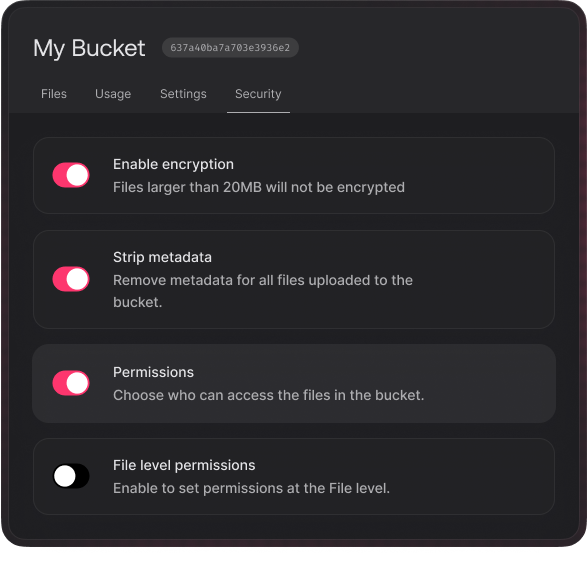 My Bucket 637a40ba7a703e3936e2
Files Usage Settings Security
Enable encryption
Files larger than 20MB will not be encrypted
Strip metadata
Remove metadata for all files uploaded to the
bucket.
Permissions
Choose who can access the files in the bucket.
File level permissions
Enable to set permissions at the File level.